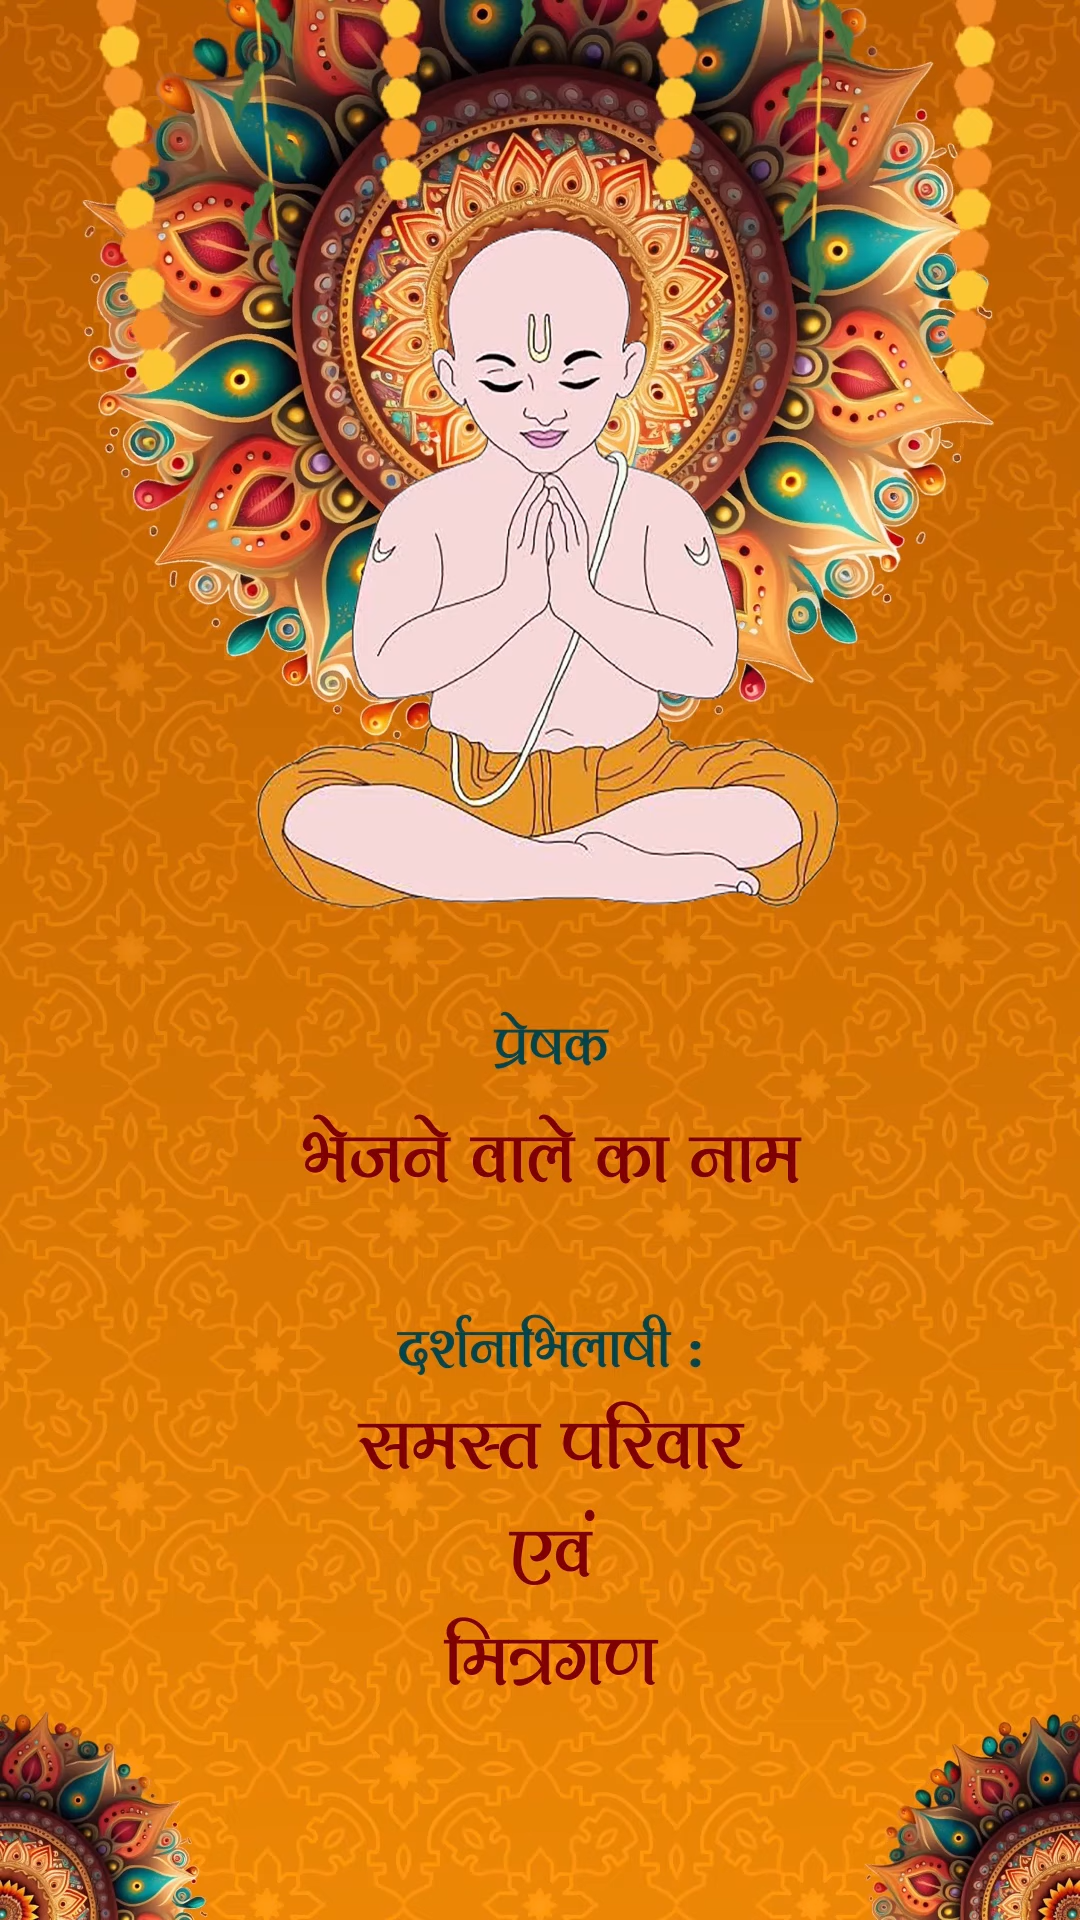 प्रेषक
भेजने वाले का नाम
दर्शनाभिलाषी :
समस्त परिवार
एवं
मित्रगण